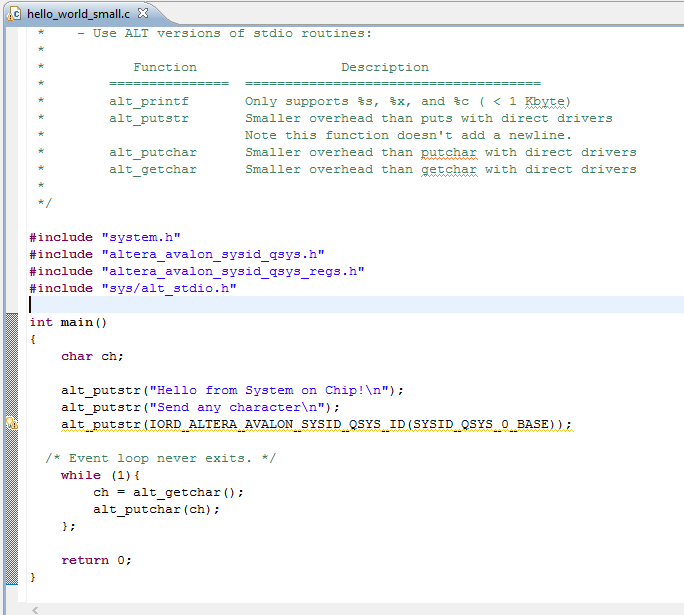 hello_world_small.c
*    - Use ALT versions of stdio routines:
*
*           Function                  Description
*        ===============  =====================================
*        alt_printf       Only supports %s, %x, and %c ( < 1 Kbyte)
*        alt_putstr       Smaller overhead than puts with direct drivers
*                         Note this function doesn't add a newline.
*        alt_putchar      Smaller overhead than putchar with direct drivers
*        alt_getchar      Smaller overhead than getchar with direct drivers
*
*/
#include "system.h"
#include "altera_avalon_sysid_qsys.h"
#include "altera_avalon_sysid_qsys_regs.h"
#include "sys/alt_stdio.h"
int main()
{
    char ch;
    alt_putstr("Hello from System on Chip!\n");
    alt_putstr("Send any character\n");
    alt_putstr(IORD_ALTERA_AVALON_SYSID_QSYS_ID(SYSID_QSYS_0_BASE));
  /* Event loop never exits. */
    while (1){
        ch = alt_getchar();
        alt_putchar(ch);
    };
    return 0;
}